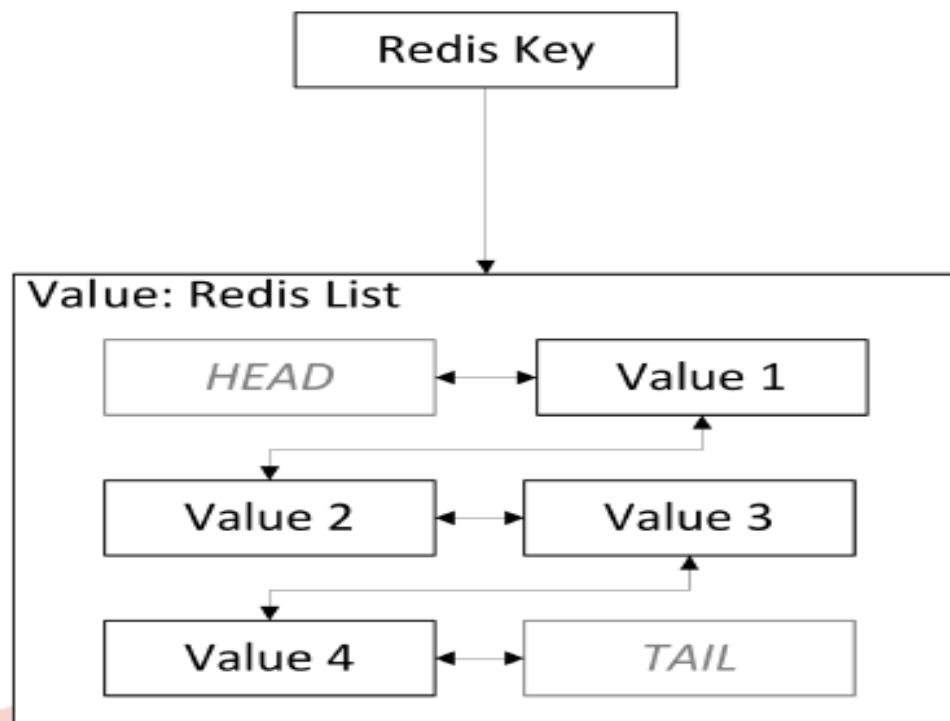 Redis Key
Value: Redis List
HEAD
Value 1
Value 2
Value 3
Value 4
TAIL